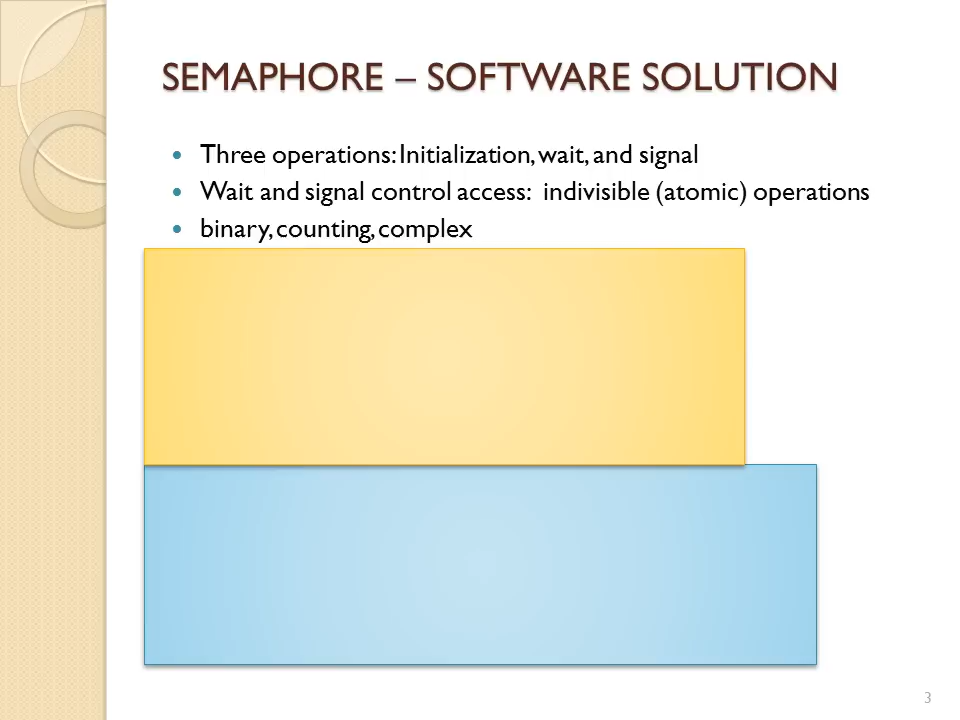 SEMAPHORE – SOFTWARE SOLUTION
• Three operations: Initialization, wait, and signal
• Wait and signal control access: indivisible (atomic) operations
• binary, counting, complex
3